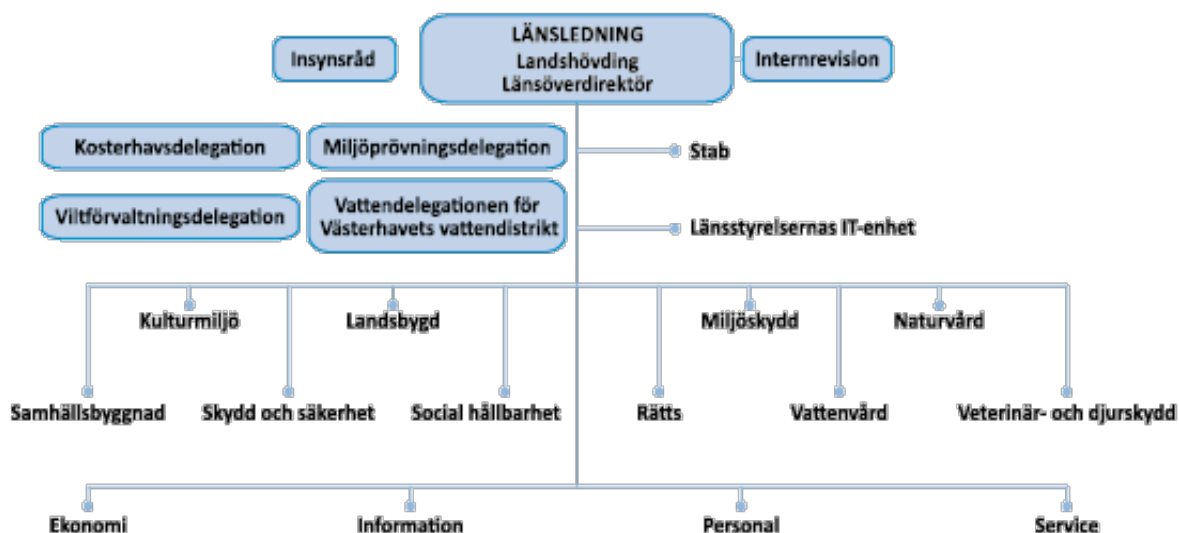 LÄNSLEDNING
Landshövding
Länsöverdirektör
Insynsråd
Internrevision
Kosterhavsdelegation
Miljöprövningsdelegation
Stab
Viltförvaltningsdelegation
Vattendelegationen för
Västerhavets vattendistrikt
Länsstyrelsernas IT-enhet
Kulturmiljö
Landsbygd
Miljöskydd
Naturvård
Samhällsbyggnad
Skydd och säkerhet
Social hållbarhet
Rätts
Vattenvård
Veterinär- och djurskydd
Ekonomi
Information
Personal
Service